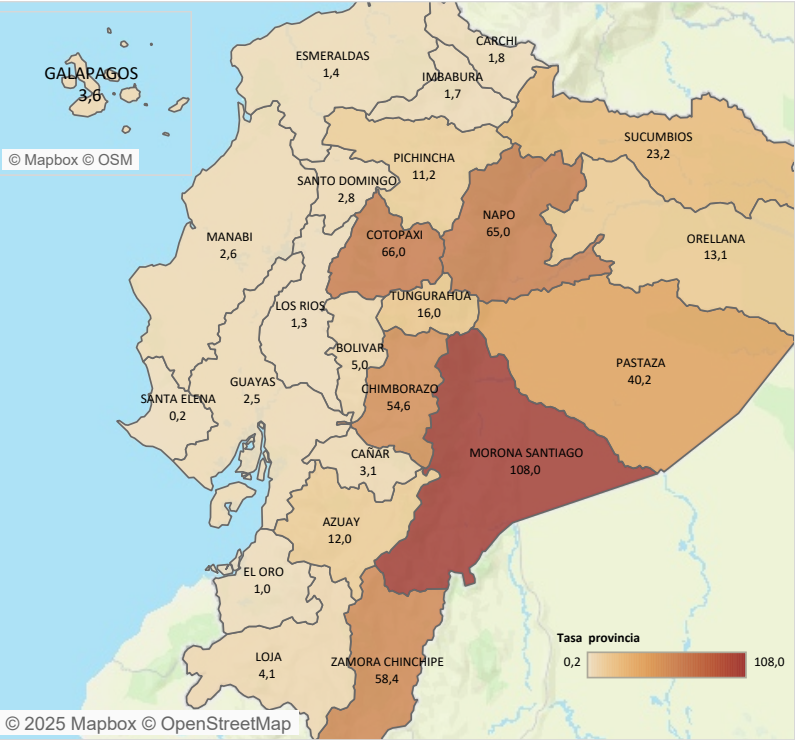 CARCHI
1,8
ESMERALDAS
1,4
IMBABURA
1,7
GALAPAGOS
3,6
© Mapbox © OSM
SUCUMBIOS
23,2
PICHINCHA
11,2
SANTO DOMINGO
2,8
NAPO
65,0
MANABI
2,6
COTOPAXI
66,0
ORELLANA
13,1
TUNGURAHUA
16,0
LOS RIOS
1,3
BOLIVAR
5,0
PASTAZA
40,2
GUAYAS
2,5
CHIMBORAZO
54,6
SANTA ELENA
0,2
CAÑAR
3,1
MORONA SANTIAGO
108,0
AZUAY
12,0
EL ORO
1,0
Tasa provincia
0,2
108,0
LOJA
4,1
ZAMORA CHINCHIPE
58,4
© 2025 Mapbox © OpenStreetMap